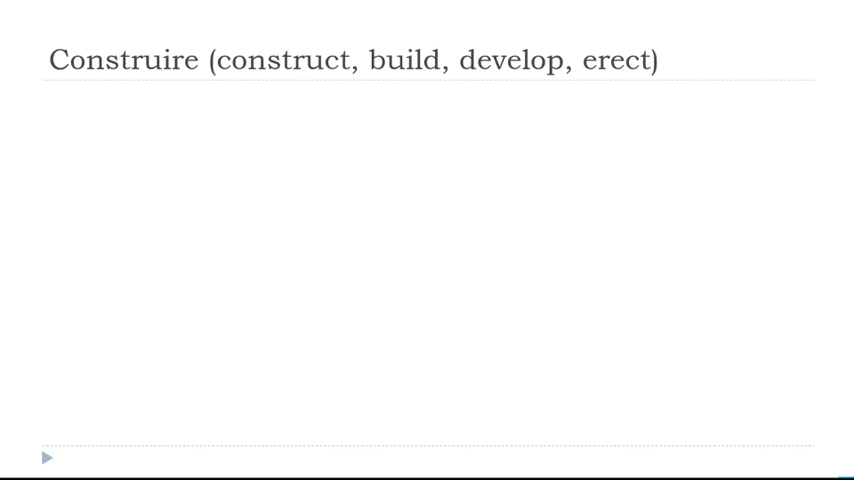 Construire (construct, build, develop, erect)